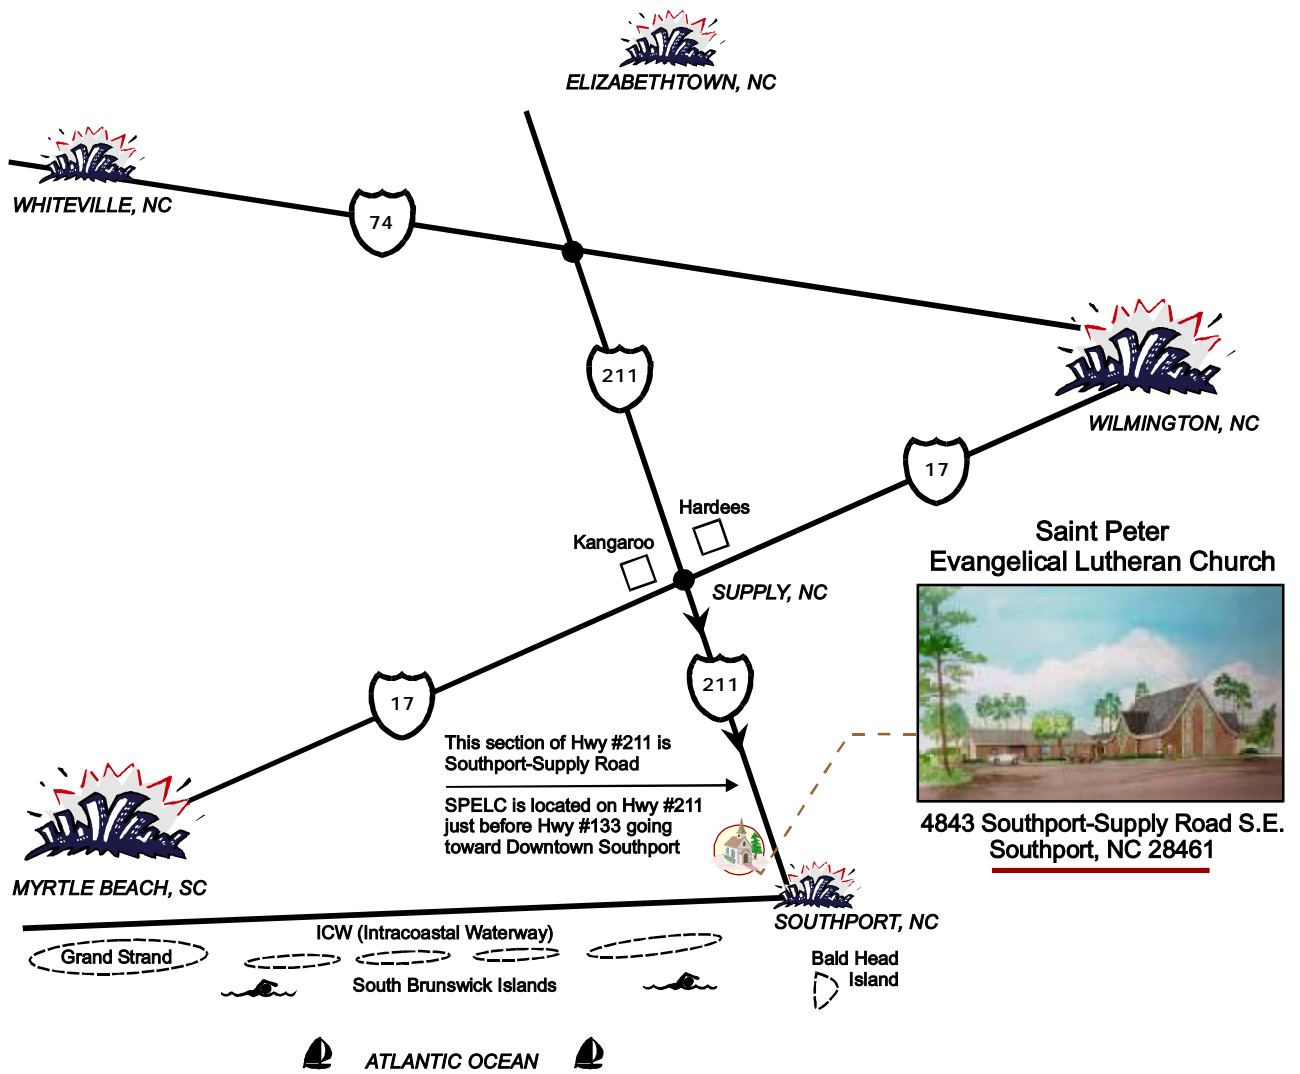 ELIZABETHTOWN, NC
WHITEVILLE, NC
74
211
WILMINGTON, NC
17
Hardees
Kangaroo
SUPPLY, NC
Saint Peter
Evangelical Lutheran Church
211
17
This section of Hwy #211 is
Southport-Supply Road
SPELC is located on Hwy #211
just before Hwy #133 going
toward Downtown Southport
4843 Southport-Supply Road S.E.
Southport, NC 28461
MYRTLE BEACH, SC
SOUTHPORT, NC
ICW (Intracoastal Waterway)
Grand Strand
South Brunswick Islands
Bald Head
Island
ATLANTIC OCEAN